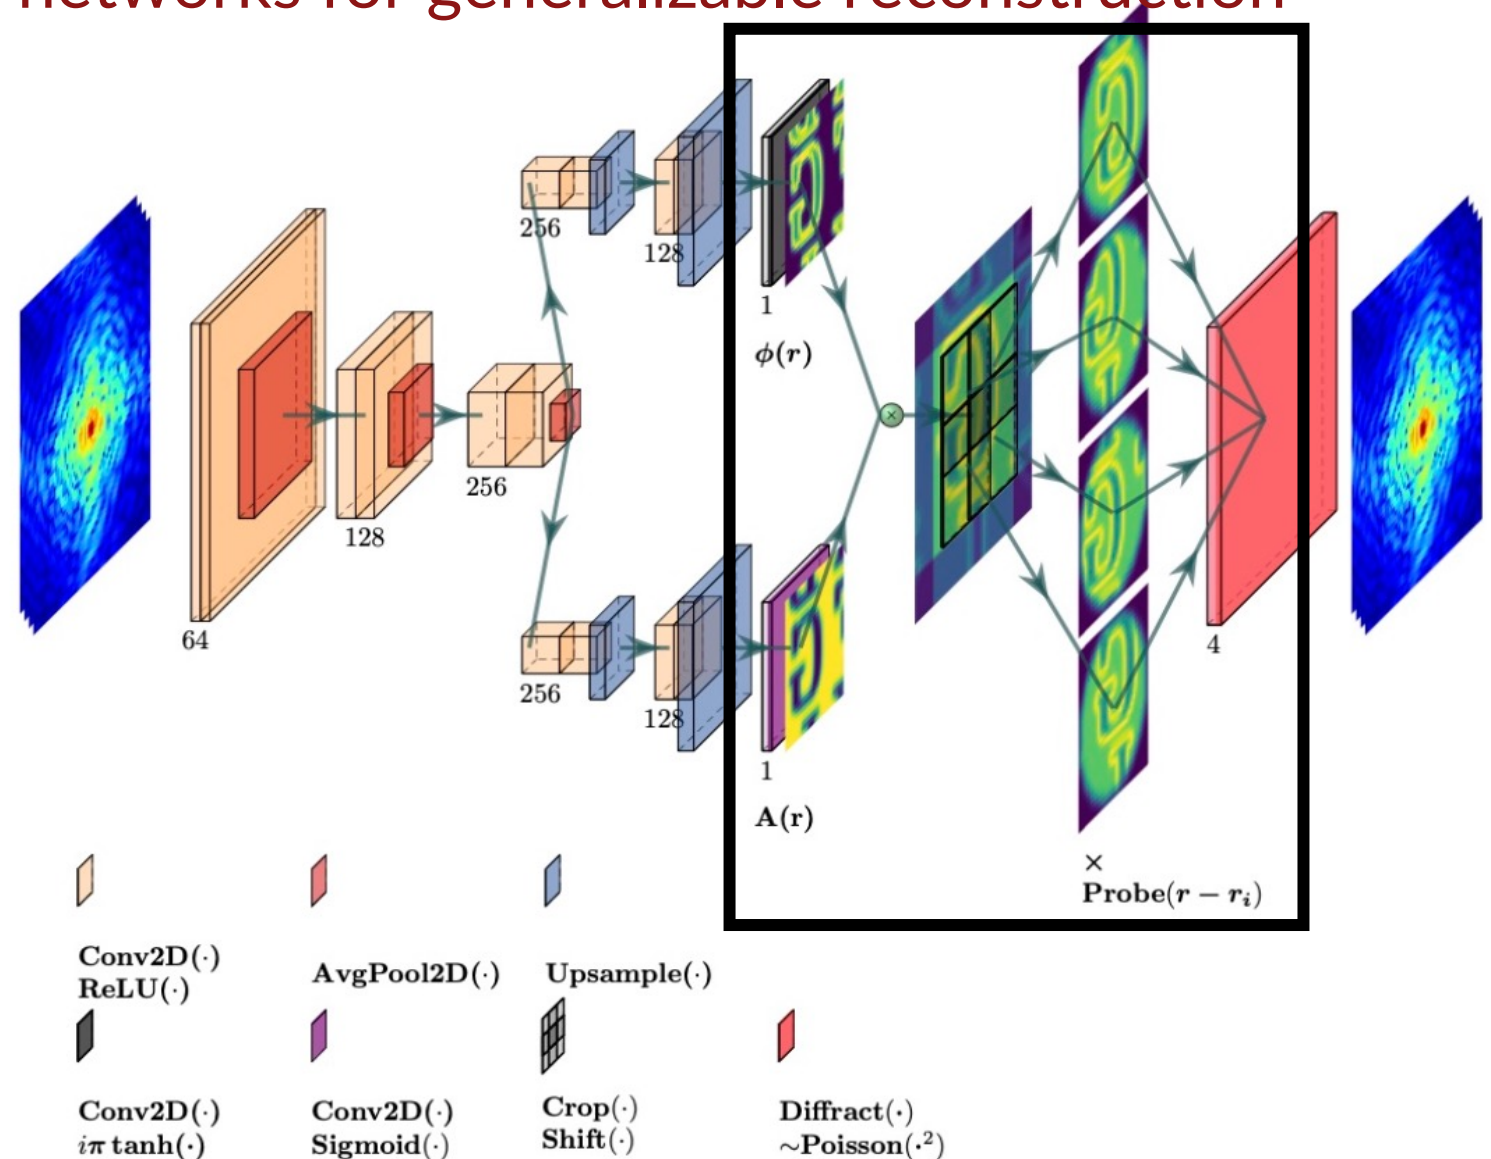 networks for generalizable reconstruction
256
128
1
ϕ(r)
64
128
256
256
128
1
A(r)
×
4
×
Probe(r − rᵢ)
Conv2D(·)
ReLU(·)
AvgPool2D(·)
Upsample(·)
Conv2D(·)
iπ tanh(·)
Conv2D(·)
Sigmoid(·)
Crop(·)
Shift(·)
Diffract(·)
~Poisson(·²)